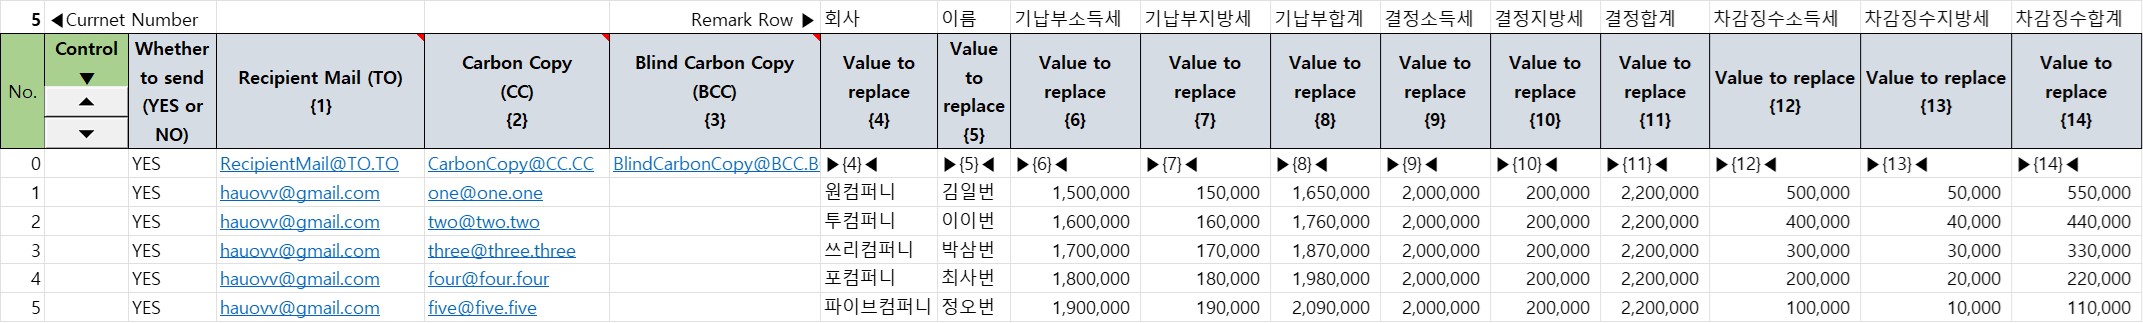 5 ◀Currnet Number Remark Row ▶ 회사 이름 기납부소득세 기납부지방세 기납부합계 결정소득세 결정지방세 결정합계 차감징수소득세 차감징수지방세 차감징수합계
No. Control ▼ ▲ ▼ Whether to send (YES or NO) Recipient Mail (TO) {1} Carbon Copy (CC) {2} Blind Carbon Copy (BCC) {3} Value to replace {4} Value to replace {5} Value to replace {6} Value to replace {7} Value to replace {8} Value to replace {9} Value to replace {10} Value to replace {11} Value to replace {12} Value to replace {13} Value to replace {14}
0 YES RecipientMail@TO.TO CarbonCopy@CC.CC BlindCarbonCopy@BCC.B ▶{4}◀ ▶{5}◀ ▶{6}◀ ▶{7}◀ ▶{8}◀ ▶{9}◀ ▶{10}◀ ▶{11}◀ ▶{12}◀ ▶{13}◀ ▶{14}◀
1 YES hauovv@gmail.com one@one.one 원컴퍼니 김일번 1,500,000 150,000 1,650,000 2,000,000 200,000 2,200,000 500,000 50,000 550,000
2 YES hauovv@gmail.com two@two.two 투컴퍼니 이이번 1,600,000 160,000 1,760,000 2,000,000 200,000 2,200,000 400,000 40,000 440,000
3 YES hauovv@gmail.com three@three.three 쓰리컴퍼니 박삼번 1,700,000 170,000 1,870,000 2,000,000 200,000 2,200,000 300,000 30,000 330,000
4 YES hauovv@gmail.com four@four.four 포컴퍼니 최사번 1,800,000 180,000 1,980,000 2,000,000 200,000 2,200,000 200,000 20,000 220,000
5 YES hauovv@gmail.com five@five.five 파이브컴퍼니 정오번 1,900,000 190,000 2,090,000 2,000,000 200,000 2,200,000 100,000 10,000 110,000